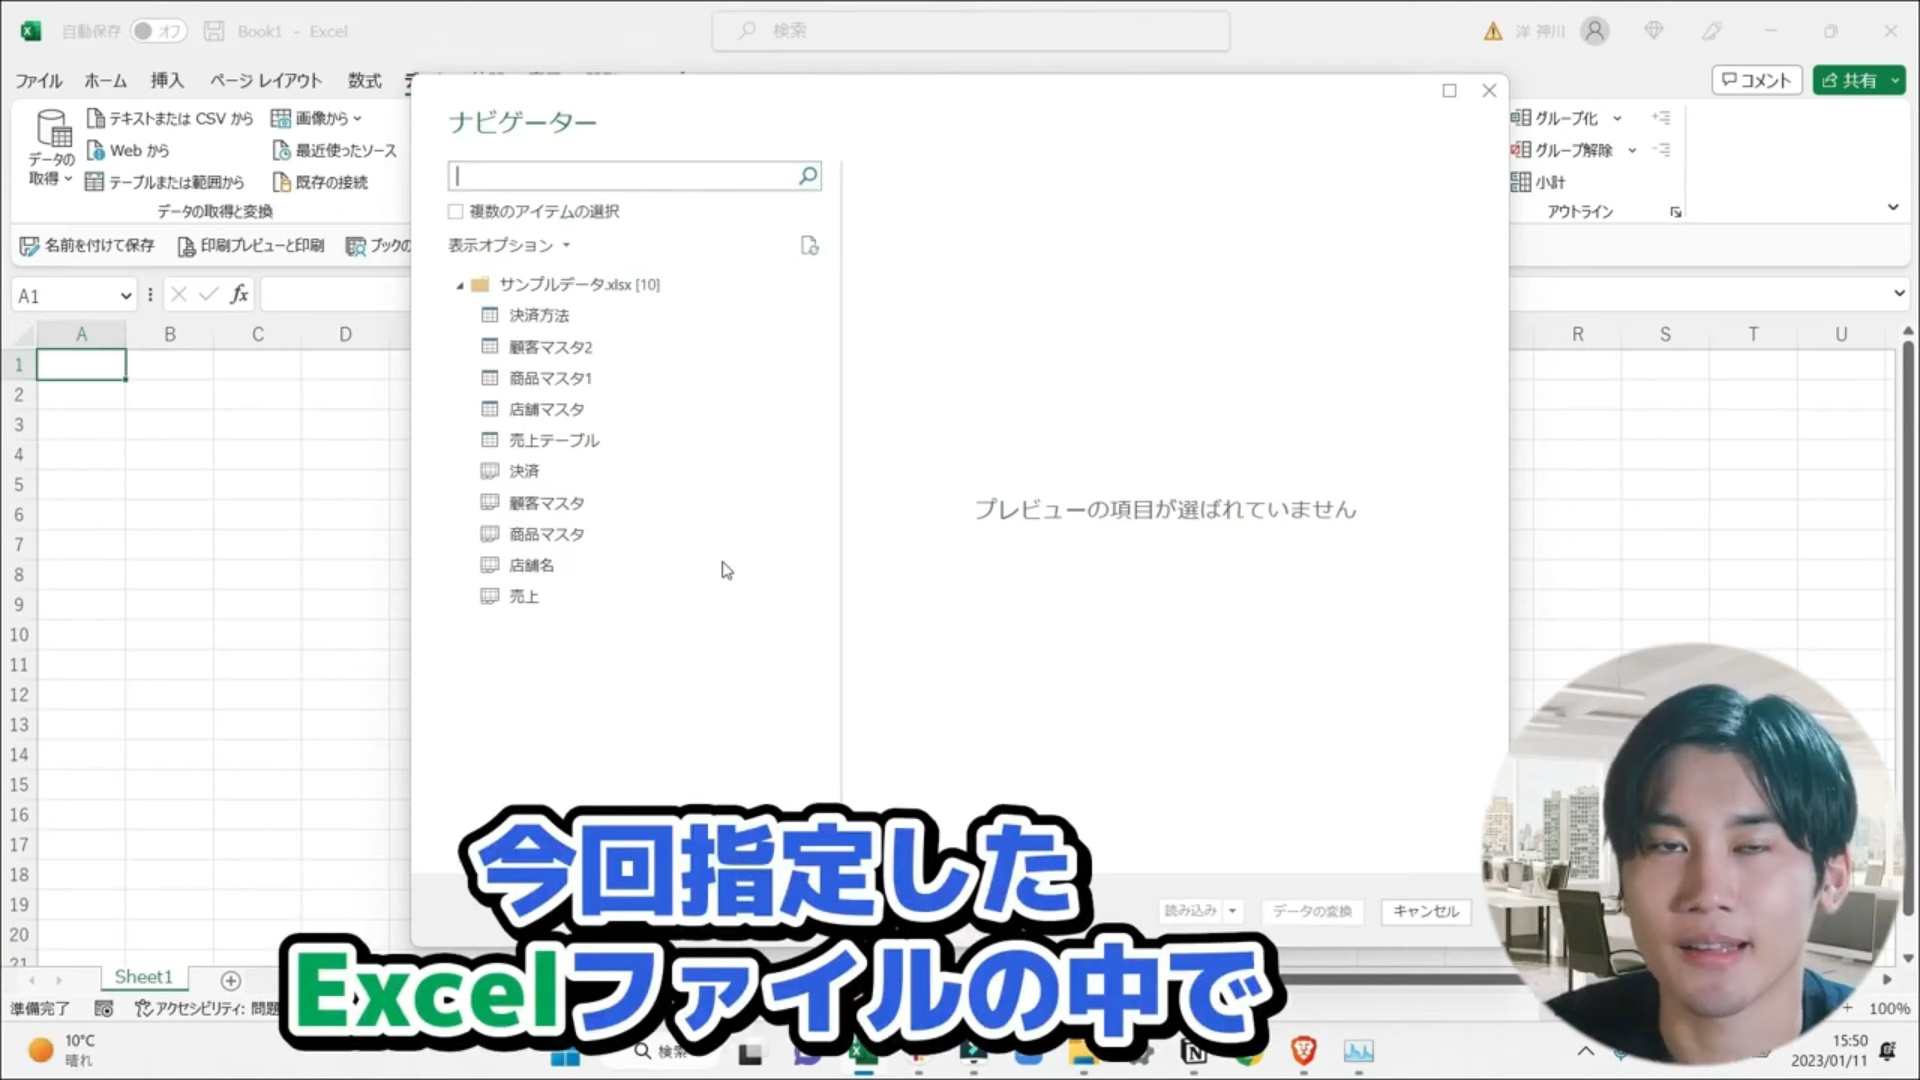 自動保存 オフ Book1 - Excel 検索 洋 神川
ファイル ホーム 挿入 ページ レイアウト 数式 コメント 共有
データの取得
テキストまたは CSV から
Web から
テーブルまたは範囲から
画像から
最近使ったソース
既存の接続
データの取得と変換
グループ化
グループ解除
小計
アウトライン
名前を付けて保存 印刷プレビューと印刷 ブックの
A1 fx
A B C D R S T U
1
2
3
4
5
6
7
8
9
10
11
12
13
14
15
16
17
18
19
20
21
ナビゲーター
複数のアイテムの選択
表示オプション
サンプルデータ.xlsx [10]
決済方法
顧客マスタ2
商品マスタ1
店舗マスタ
売上テーブル
決済
顧客マスタ
商品マスタ
店舗名
売上
プレビューの項目が選ばれていません
読み込み データの変換 キャンセル
今回指定した
Excelファイルの中で
Sheet1
準備完了 アクセシビリティ: 問題 100%
10°C
晴れ
検索
15:50
2023/01/11